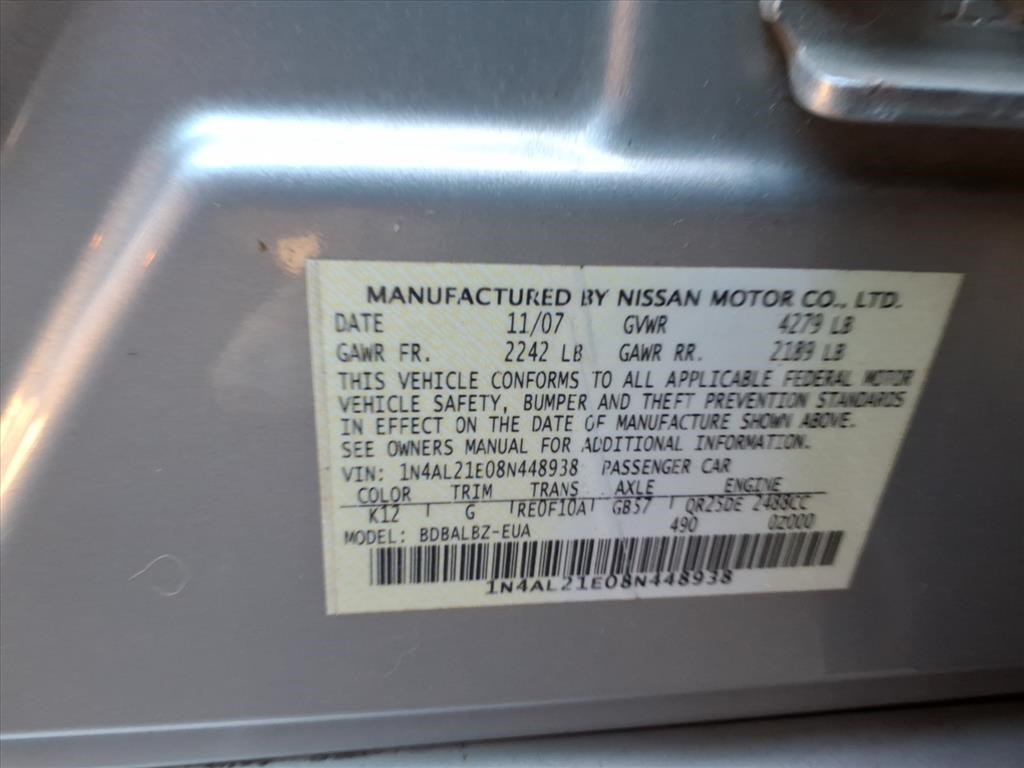 MANUFACTURED BY NISSAN MOTOR CO., LTD.
DATE 11/07 GVWR 4279 LB
GAWR FR. 2242 LB GAWR RR. 2189 LB
THIS VEHICLE CONFORMS TO ALL APPLICABLE FEDERAL MOTOR
VEHICLE SAFETY, BUMPER AND THEFT PREVENTION STANDARDS
IN EFFECT ON THE DATE OF MANUFACTURE SHOWN ABOVE.
SEE OWNERS MANUAL FOR ADDITIONAL INFORMATION.
VIN: 1N4AL21E08N448938 PASSENGER CAR
COLOR TRIM TRANS AXLE ENGINE
K12 G RE0F10A GB57 QR25DE 2488CC
MODEL: BDBALBZ-EUA 490 0Z000
1N4AL21E08N448938